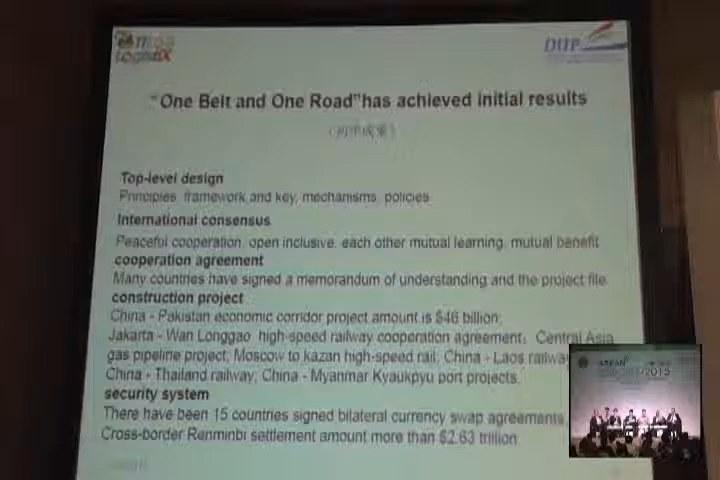 LogistiX
DHP
"One Belt and One Road"has achieved initial results
（初步成果）
Top-level design
Principles, framework and key, mechanisms, policies
International consensus
Peaceful cooperation, open inclusive, each other mutual learning, mutual benefit
cooperation agreement
Many countries have signed a memorandum of understanding and the project file
construction project
China - Pakistan economic corridor project amount is $46 billion;
Jakarta - Wan Longgao high-speed railway cooperation agreement; Central Asia
gas pipeline project; Moscow to kazan high-speed rail; China - Laos railway
China - Thailand railway; China - Myanmar Kyaukpyu port projects.
security system
There have been 15 countries signed bilateral currency swap agreements,
Cross-border Renminbi settlement amount more than $2.63 trillion
ASEAN
2015